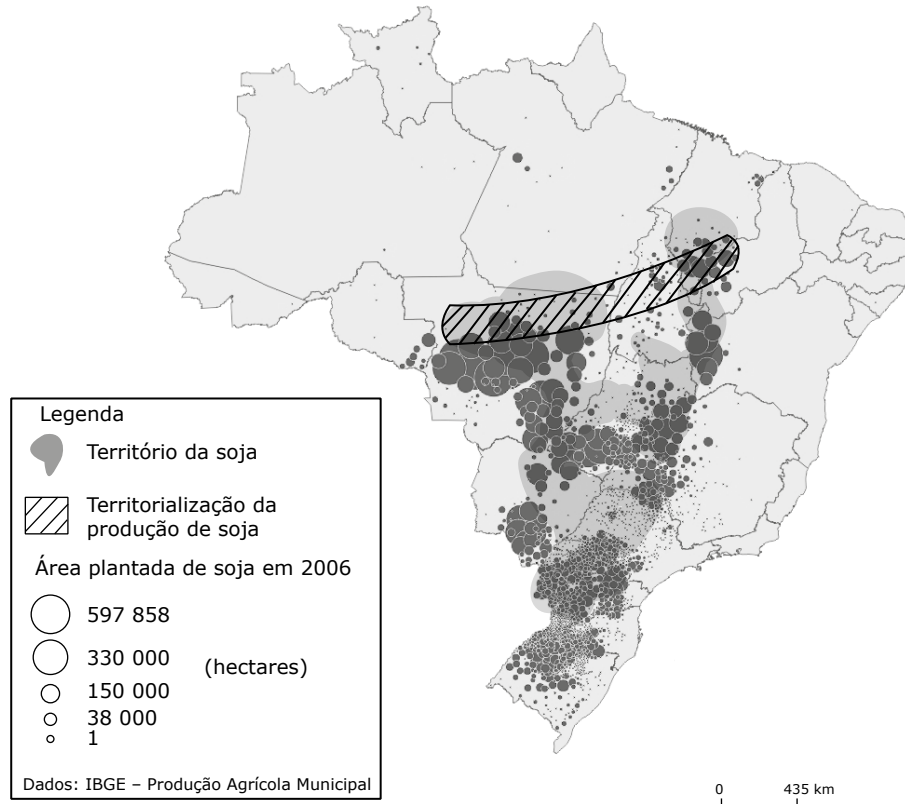 Legenda
Território da soja
Territorialização da
produção de soja
Área plantada de soja em 2006
597 858
330 000
(hectares)
150 000
38 000
1
Dados: IBGE – Produção Agrícola Municipal
0 435 km